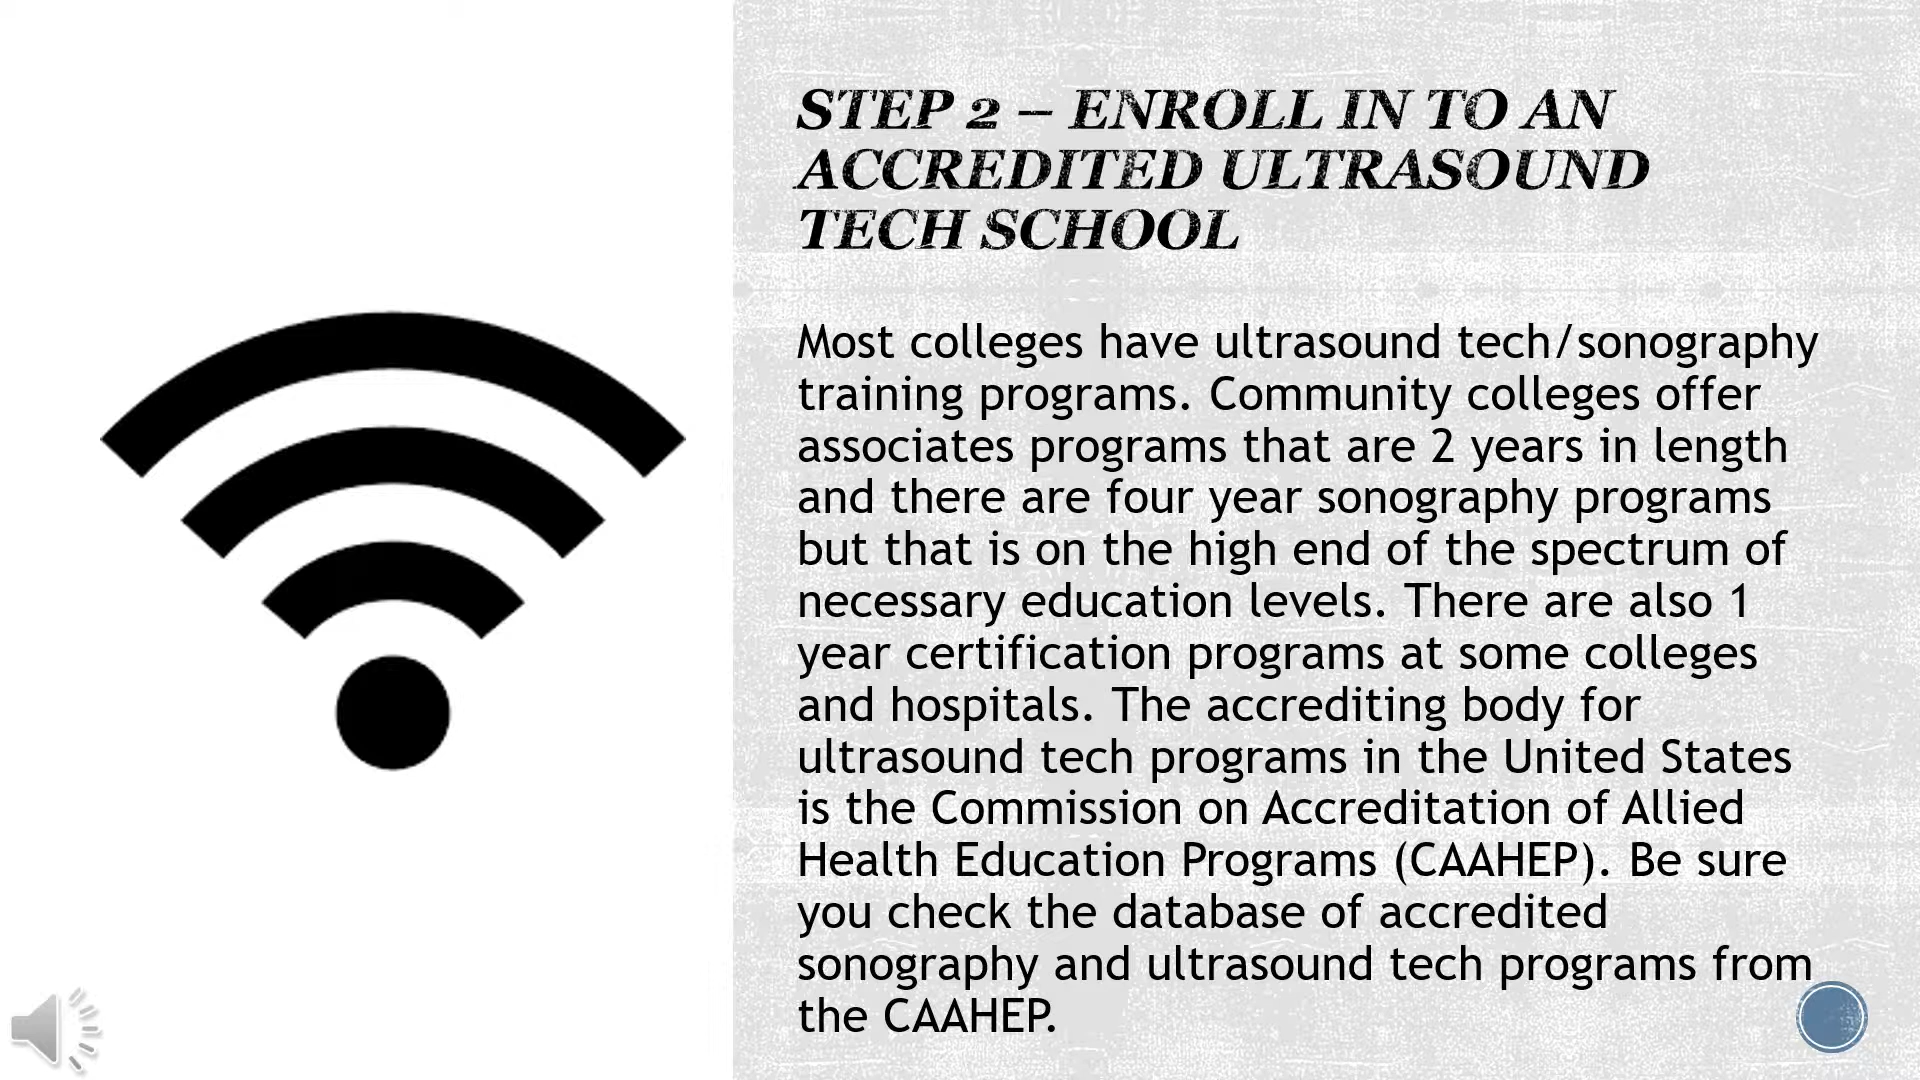 STEP 2 – ENROLL IN TO AN
ACCREDITED ULTRASOUND
TECH SCHOOL
Most colleges have ultrasound tech/sonography
training programs. Community colleges offer
associates programs that are 2 years in length
and there are four year sonography programs
but that is on the high end of the spectrum of
necessary education levels. There are also 1
year certification programs at some colleges
and hospitals. The accrediting body for
ultrasound tech programs in the United States
is the Commission on Accreditation of Allied
Health Education Programs (CAAHEP). Be sure
you check the database of accredited
sonography and ultrasound tech programs from
the CAAHEP.